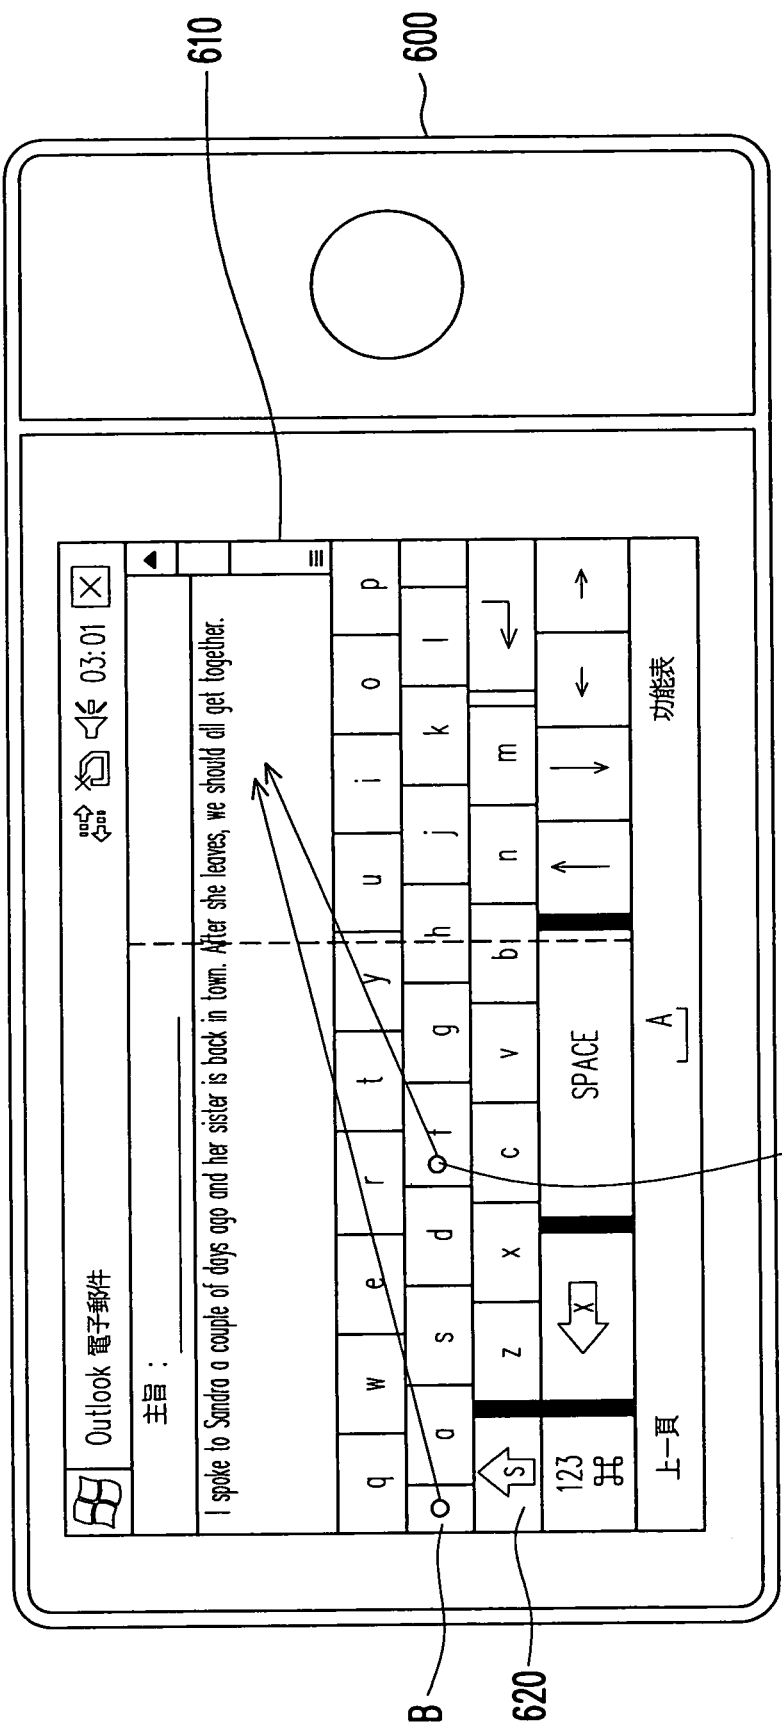 610
600
Outlook 電子郵件 03:01
主旨：
I spoke to Sandra a couple of days ago and her sister is back in town. After she leaves, we should all get together.
q w e r t y u i o p
a s d f g h j k l
S z x c v b n m
123 ⌘ X SPACE ↑ ↓ ← →
上一頁 A 功能表
B
620